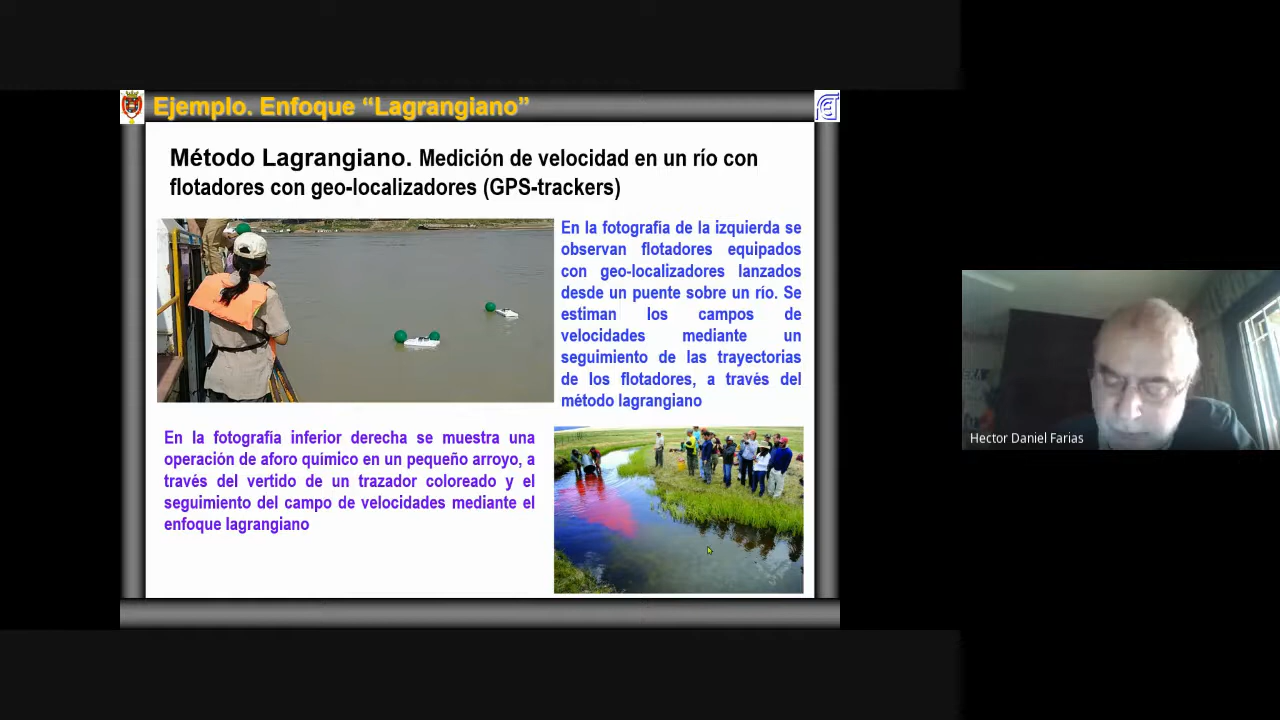 Ejemplo. Enfoque “Lagrangiano”
Método Lagrangiano. Medición de velocidad en un río con
flotadores con geo-localizadores (GPS-trackers)
En la fotografía de la izquierda se
observan flotadores equipados
con geo-localizadores lanzados
desde un puente sobre un río. Se
estiman los campos de
velocidades mediante un
seguimiento de las trayectorias
de los flotadores, a través del
método lagrangiano
En la fotografía inferior derecha se muestra una
operación de aforo químico en un pequeño arroyo, a
través del vertido de un trazador coloreado y el
seguimiento del campo de velocidades mediante el
enfoque lagrangiano
Hector Daniel Farias